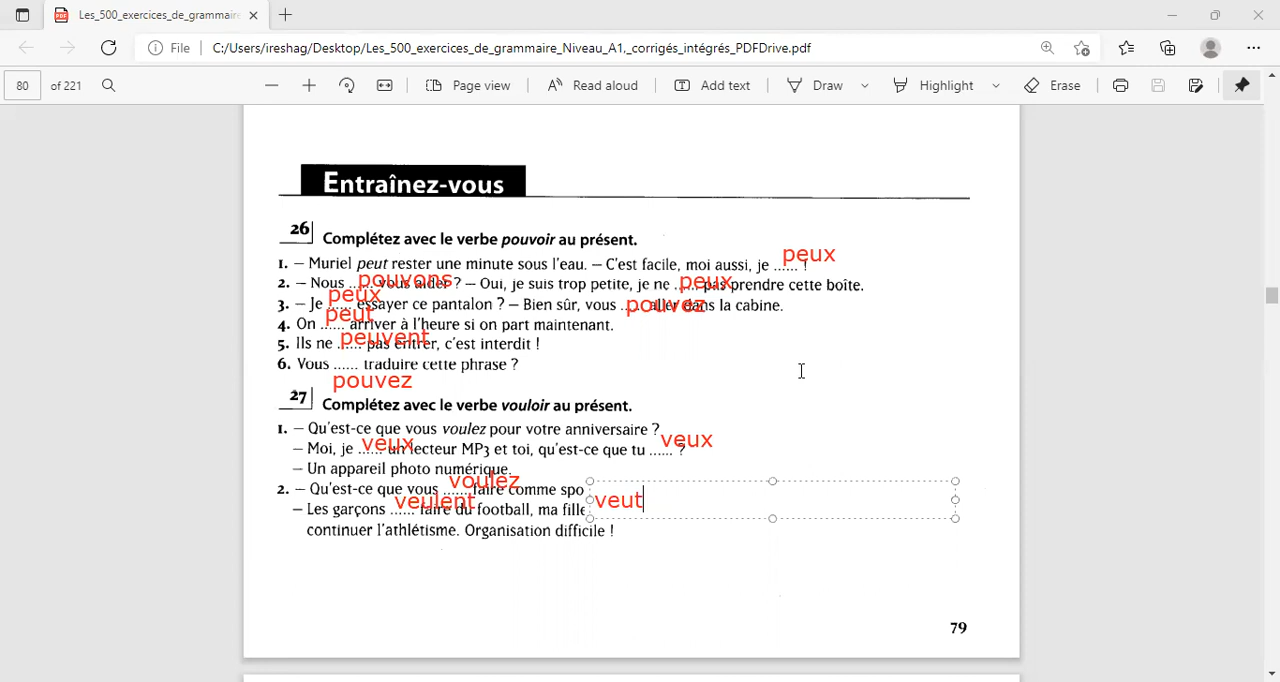 Les_500_exercices_de_grammaire
File C:/Users/ireshag/Desktop/Les_500_exercices_de_grammaire_Niveau_A1,_corrigés_intégrés_PDFDrive.pdf
80 of 221 Page view Read aloud Add text Draw Highlight Erase
Entraînez-vous
26 Complétez avec le verbe pouvoir au présent.
1. – Muriel peut rester une minute sous l'eau. – C'est facile, moi aussi, je ...... ! peux
2. – Nous ...... vous aider ? – Oui, je suis trop petite, je ne ...... pas prendre cette boîte. pouvons peux
3. – Je ...... essayer ce pantalon ? – Bien sûr, vous ...... aller dans la cabine. peux pouvez
4. On ...... arriver à l'heure si on part maintenant. peut
5. Ils ne ...... pas entrer, c'est interdit ! peuvent
6. Vous ...... traduire cette phrase ?
pouvez
27 Complétez avec le verbe vouloir au présent.
1. – Qu'est-ce que vous voulez pour votre anniversaire ?
– Moi, je ...... un lecteur MP3 et toi, qu'est-ce que tu ...... ? veux veux
– Un appareil photo numérique.
2. – Qu'est-ce que vous ...... faire comme spo voulez
– Les garçons ...... faire du football, ma fille veulent veut
continuer l'athlétisme. Organisation difficile !
79